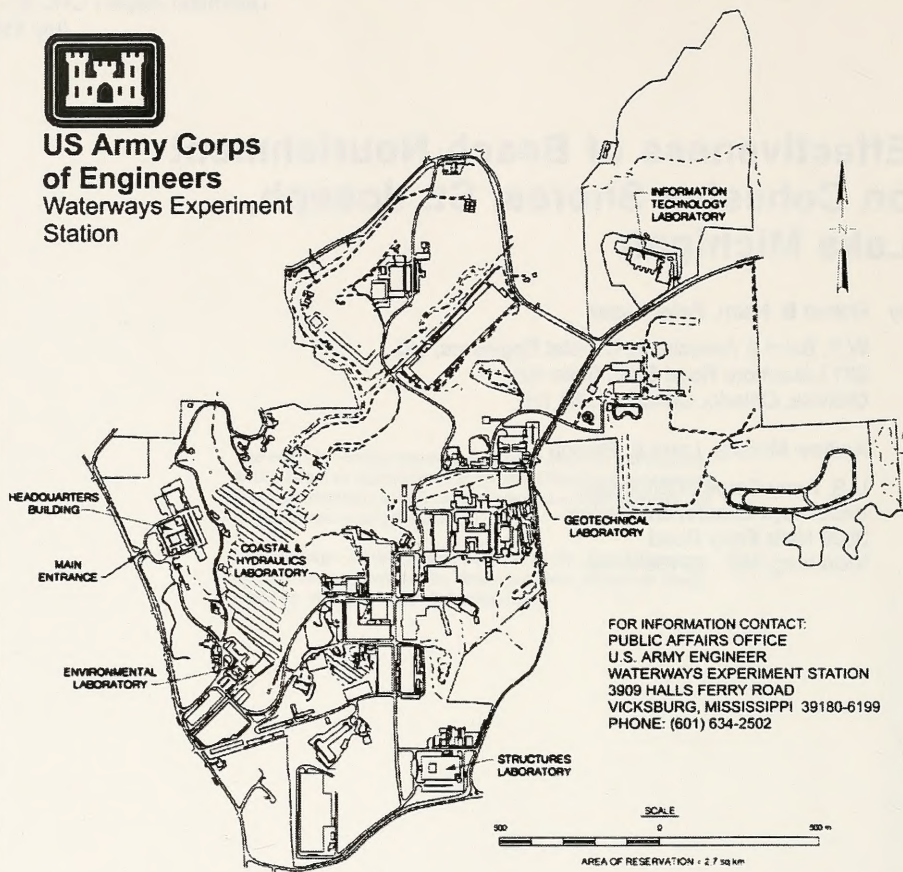 US Army Corps
of Engineers
Waterways Experiment
Station
INFORMATION
TECHNOLOGY
LABORATORY
N
HEADQUARTERS
BUILDING
MAIN
ENTRANCE
COASTAL &
HYDRAULICS
LABORATORY
GEOTECHNICAL
LABORATORY
ENVIRONMENTAL
LABORATORY
STRUCTURES
LABORATORY
FOR INFORMATION CONTACT:
PUBLIC AFFAIRS OFFICE
U.S. ARMY ENGINEER
WATERWAYS EXPERIMENT STATION
3909 HALLS FERRY ROAD
VICKSBURG, MISSISSIPPI 39180-6199
PHONE: (601) 634-2502
SCALE
500 0 500 m
AREA OF RESERVATION = 2.7 sq km